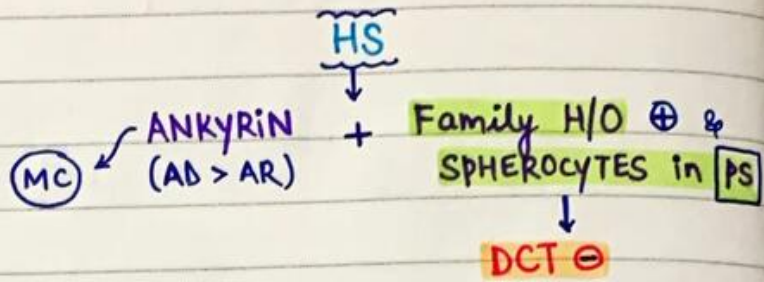 HS
ANKYRIN + Family H/O ⊕ &
MC (AD > AR) SPHEROCYTES in PS
DCT ⊖